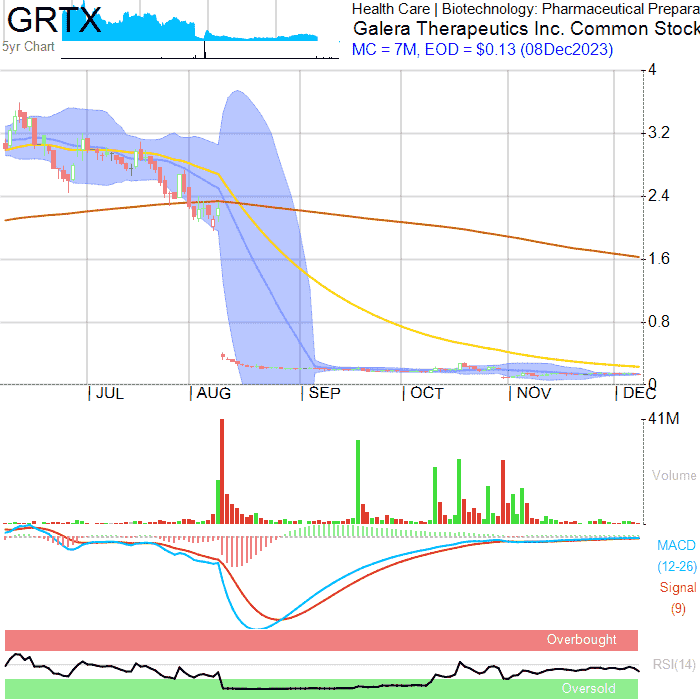 GRTX
Health Care | Biotechnology: Pharmaceutical Prepara
5yr Chart
Galera Therapeutics Inc. Common Stock
MC = 7M, EOD = $0.13 (08Dec2023)
4
3.2
2.4
1.6
0.8
0
JUL
AUG
SEP
OCT
NOV
DEC
41M
Volume
MACD
(12-26)
Signal
(9)
Overbought
RSI(14)
Oversold